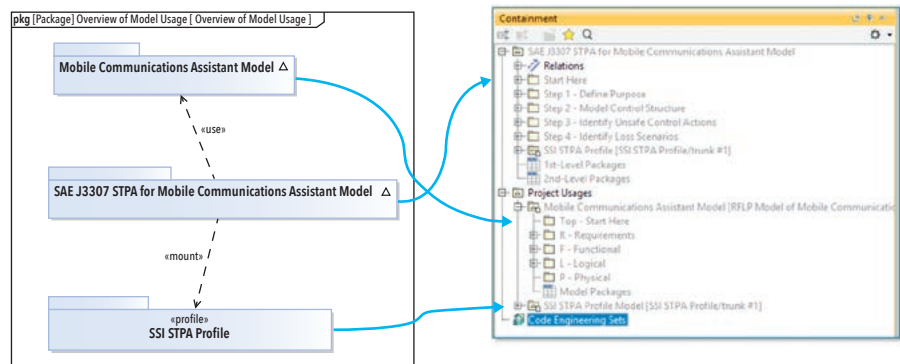 pkg [Package] Overview of Model Usage [ Overview of Model Usage ]
Mobile Communications Assistant Model
«use»
SAE J3307 STPA for Mobile Communications Assistant Model
«mount»
«profile»
SSI STPA Profile
Containment
SAE J3307 STPA for Mobile Communications Assistant Model
Relations
Start Here
Step 1 - Define Purpose
Step 2 - Model Control Structure
Step 3 - Identify Unsafe Control Actions
Step 4 - Identify Loss Scenarios
SSI STPA Profile [SSI STPA Profile/trunk #1]
1st-Level Packages
2nd-Level Packages
Project Usages
Mobile Communications Assistant Model [RFLP Model of Mobile Communicatio
Top - Start Here
R - Requirements
F - Functional
L - Logical
P - Physical
Model Packages
SSI STPA Profile Model [SSI STPA Profile/trunk #1]
Code Engineering Sets